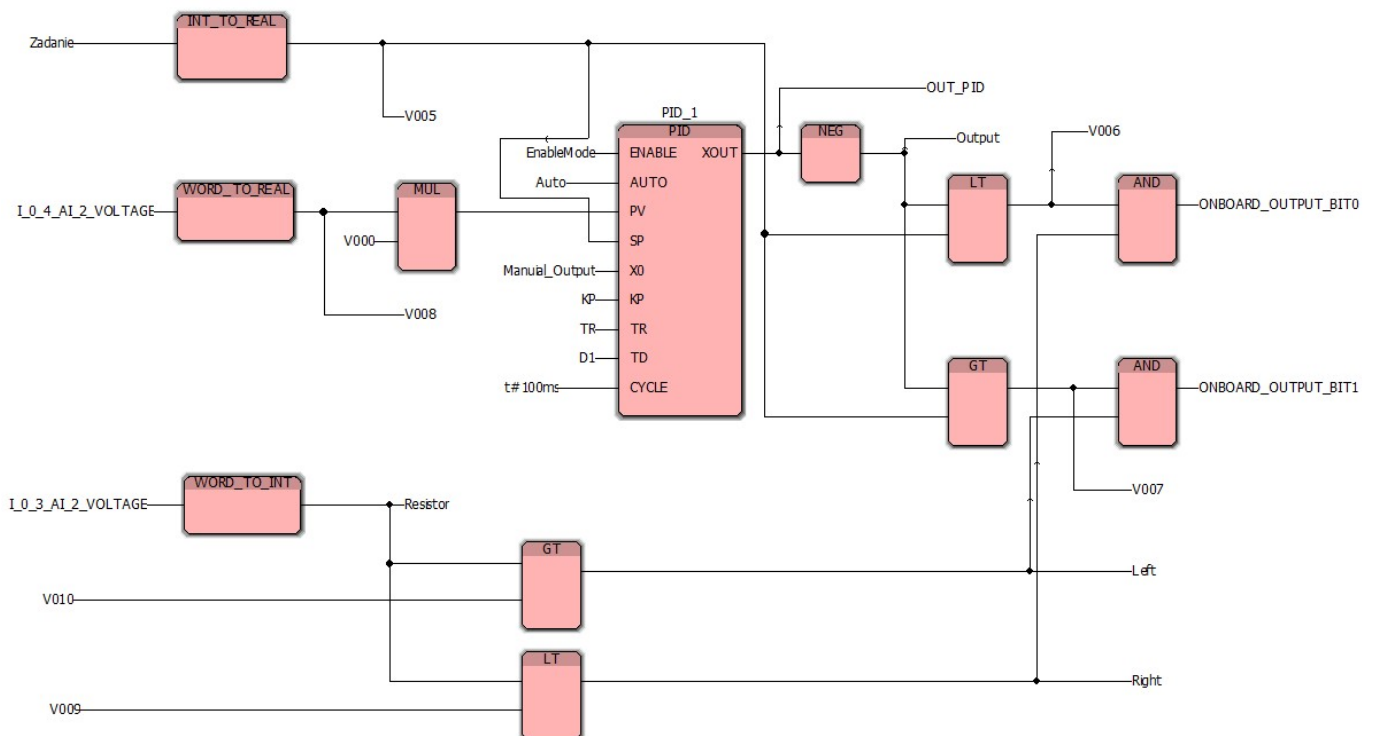 INT_TO_REAL
Zadanie
V005
OUT_PID
PID_1
PID
NEG
Output
V006
EnableMode
ENABLE
XOUT
Auto
AUTO
LT
AND
WORD_TO_REAL
MUL
I_0_4_AI_2_VOLTAGE
PV
ONBOARD_OUTPUT_BIT0
V000
SP
Manuial_Output
X0
KP
KP
V008
TR
TR
D1
TD
GT
AND
t#100ms
CYCLE
ONBOARD_OUTPUT_BIT1
WORD_TO_INT
V007
I_0_3_AI_2_VOLTAGE
Resistor
GT
Left
V010
LT
Right
V009